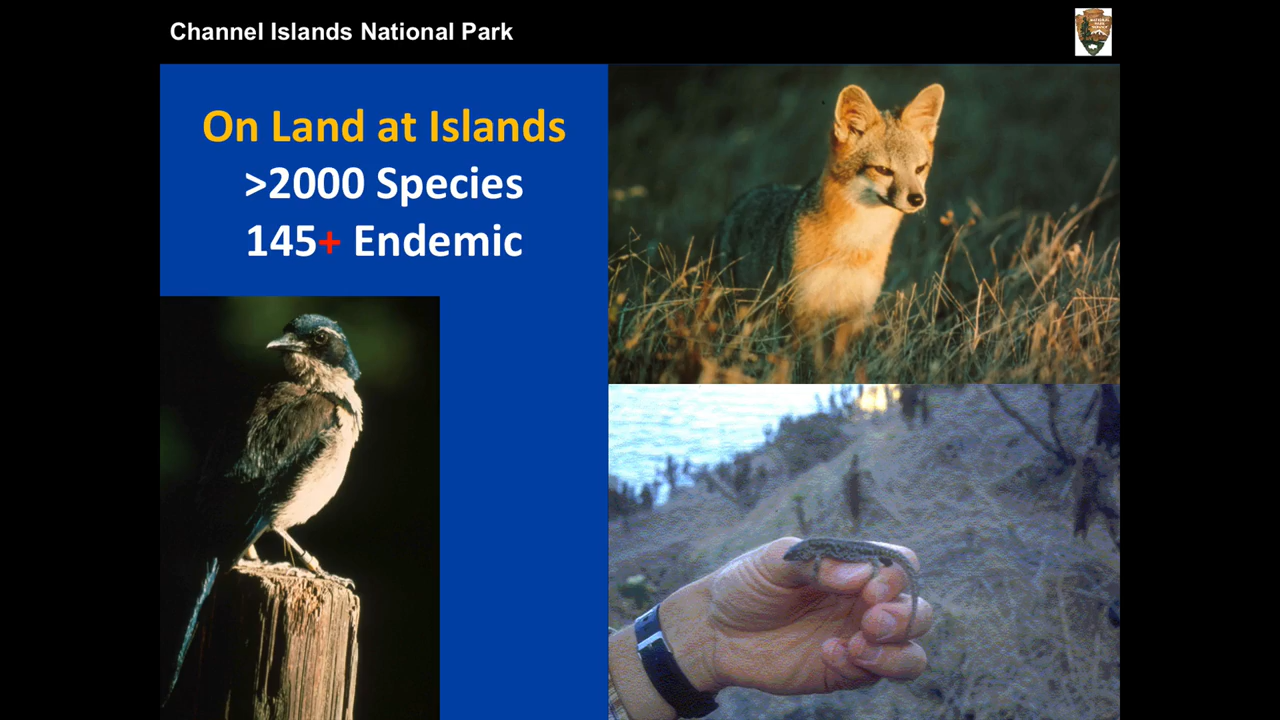 Channel Islands National Park
On Land at Islands
>2000 Species
145+ Endemic